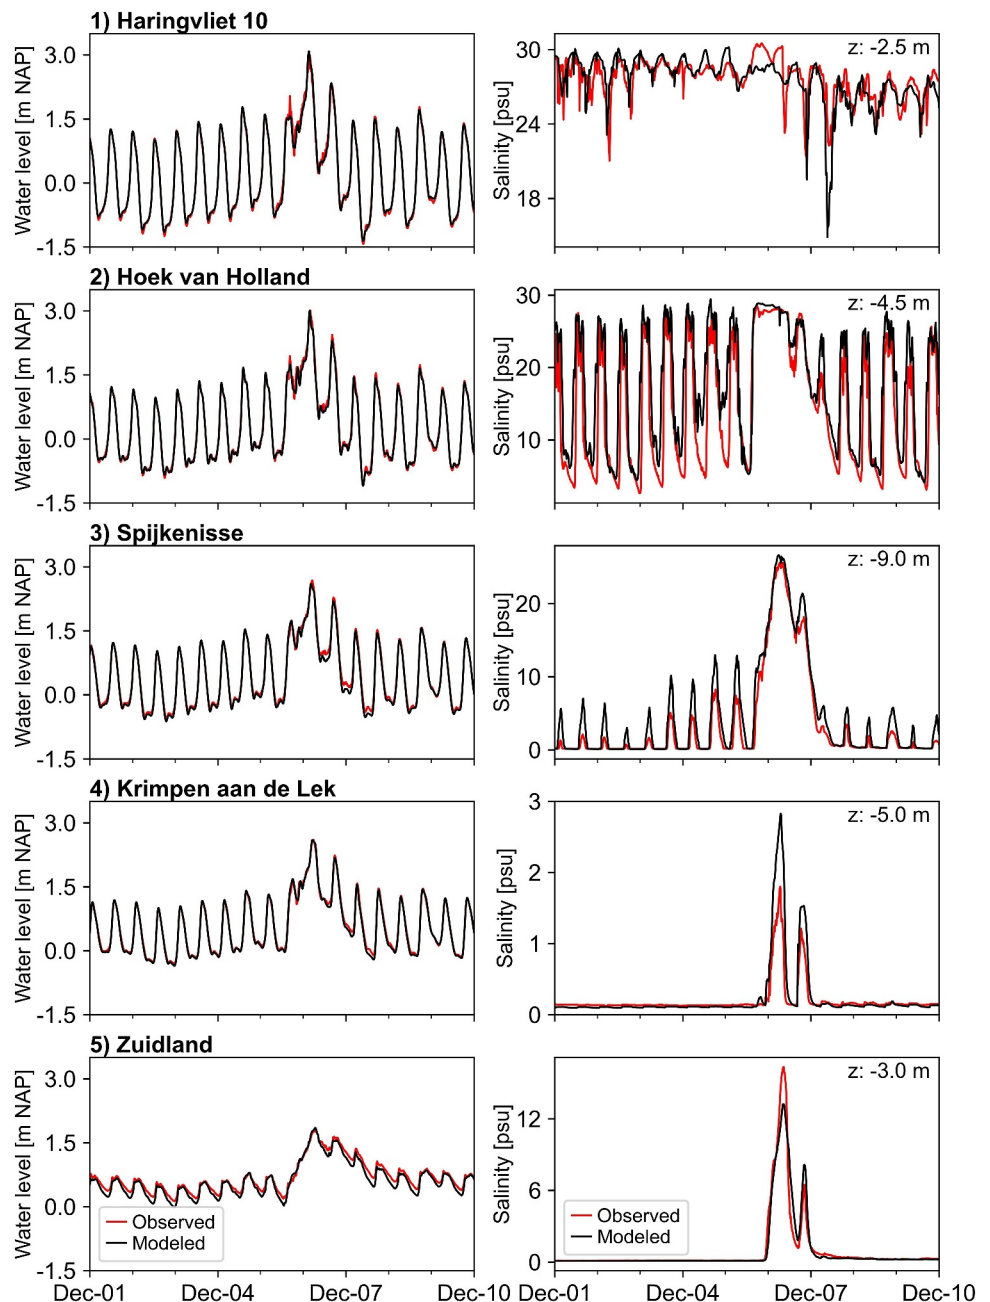 1) Haringvliet 10
Water level [m NAP]
3.0
1.5
0.0
-1.5
Salinity [psu]
30
24
18
z: -2.5 m
2) Hoek van Holland
Water level [m NAP]
3.0
1.5
0.0
-1.5
Salinity [psu]
30
20
10
z: -4.5 m
3) Spijkenisse
Water level [m NAP]
3.0
1.5
0.0
-1.5
Salinity [psu]
20
10
0
z: -9.0 m
4) Krimpen aan de Lek
Water level [m NAP]
3.0
1.5
0.0
-1.5
Salinity [psu]
3
2
1
0
z: -5.0 m
5) Zuidland
Water level [m NAP]
3.0
1.5
0.0
-1.5
Observed
Modeled
Dec-01 Dec-04 Dec-07 Dec-10
Salinity [psu]
12
6
0
z: -3.0 m
Observed
Modeled
Dec-01 Dec-04 Dec-07 Dec-10